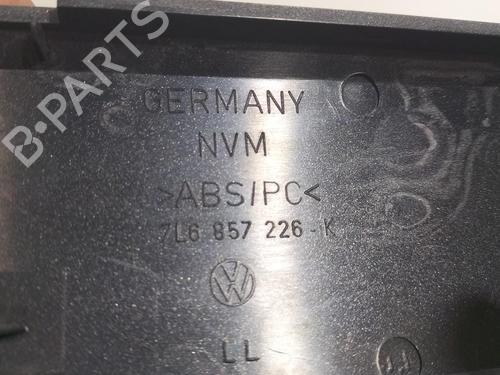 B-PARTS
GERMANY
NVM
>ABS/PC<
7L6 857 226-K
LL